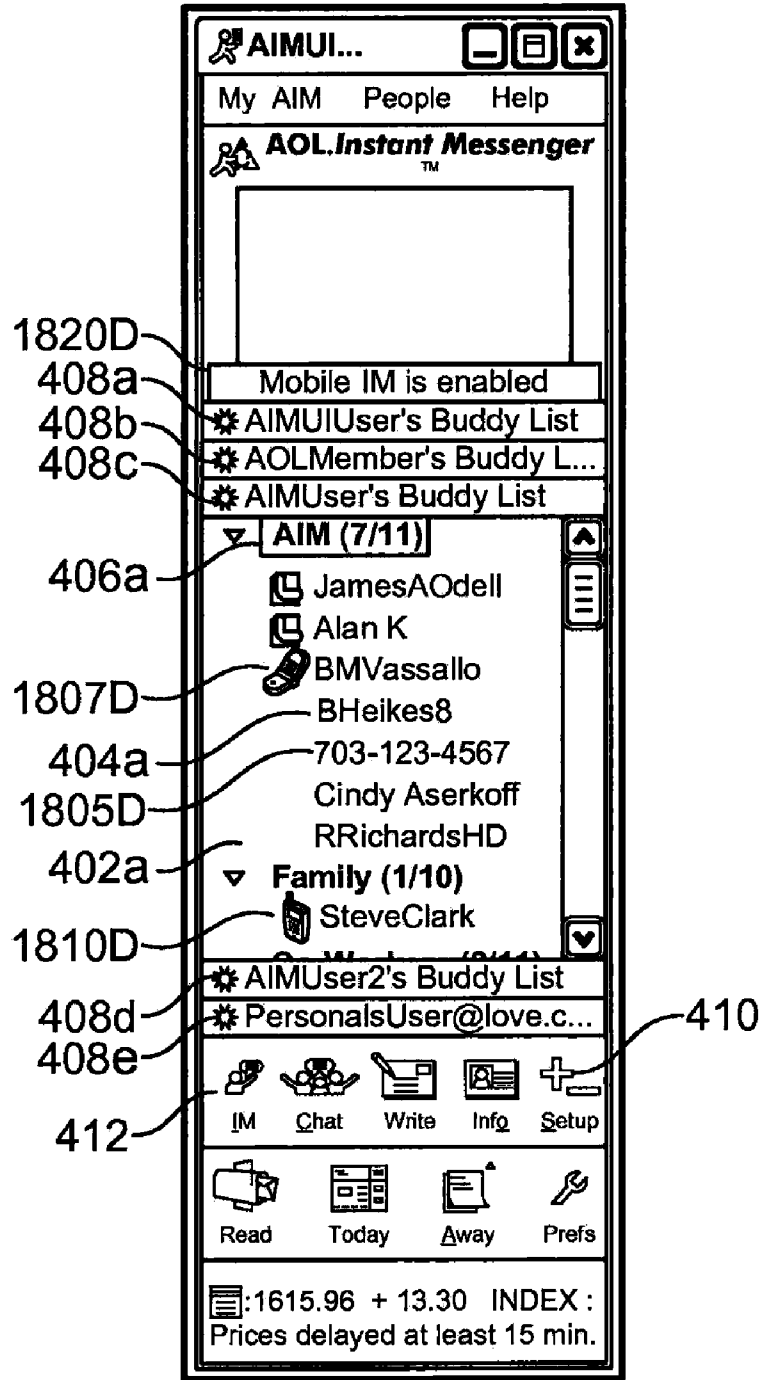 AIMUI...
My AIM People Help
AOL.Instant Messenger
TM
1820D
Mobile IM is enabled
408a
AIMUIUser's Buddy List
408b
AOLMember's Buddy L...
408c
AIMUser's Buddy List
AIM (7/11)
406a
JamesAOdell
Alan K
1807D
BMVassallo
BHeikes8
404a
703-123-4567
1805D
Cindy Aserkoff
RRichardsHD
402a
Family (1/10)
SteveClark
1810D
AIMUser2's Buddy List
408d
PersonalsUser@love.c...
408e
410
412
IM Chat Write Info Setup
Read Today Away Prefs
:1615.96 + 13.30 INDEX :
Prices delayed at least 15 min.